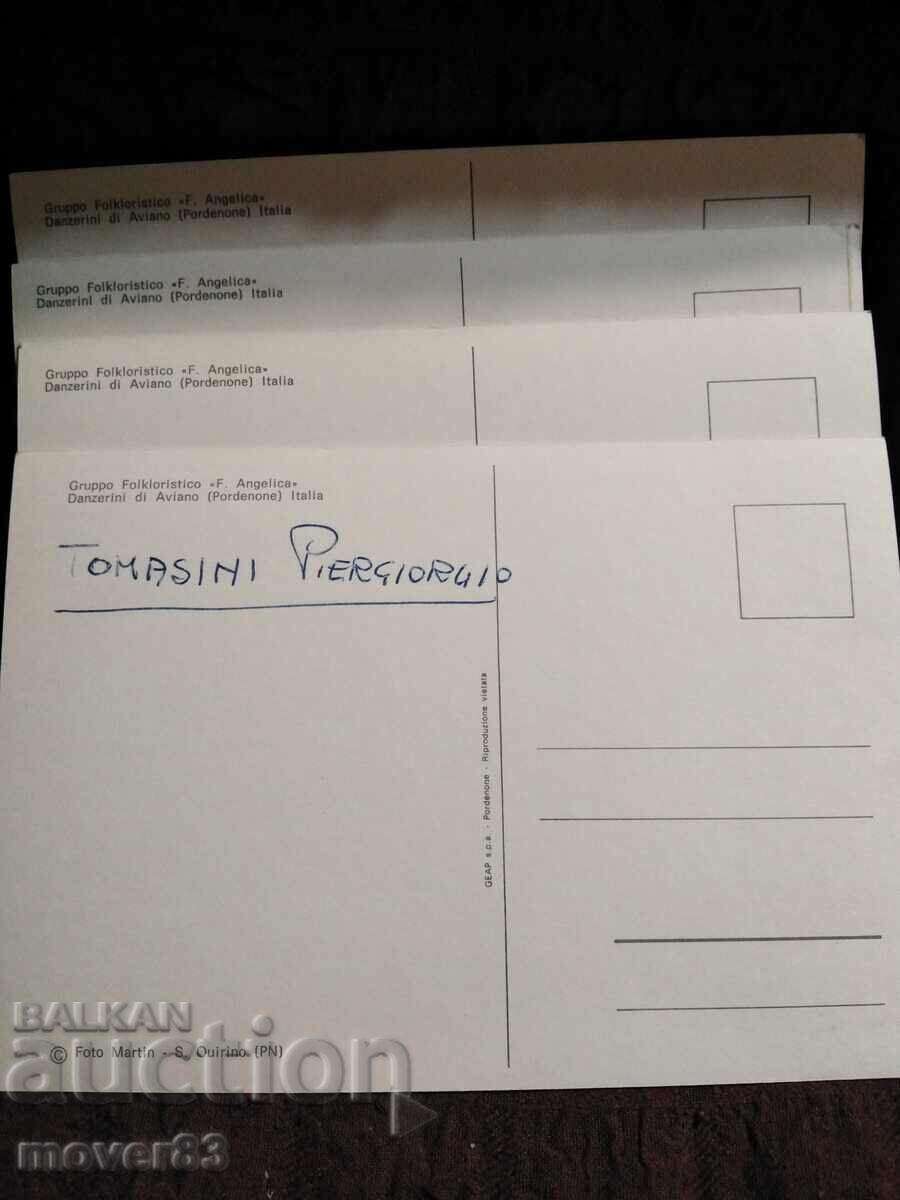 Gruppo Folkloristico «F. Angelica»
Danzerini di Aviano (Pordenone) Italia
Gruppo Folkloristico «F. Angelica»
Danzerini di Aviano (Pordenone) Italia
Gruppo Folkloristico «F. Angelica»
Danzerini di Aviano (Pordenone) Italia
Gruppo Folkloristico «F. Angelica»
Danzerini di Aviano (Pordenone) Italia
TOMASINI PIERGIORGIO
GEAP s.p.a. - Pordenone - Riproduzione vietata
© Foto Martin - S. Quirino (PN)
BALKAN
auction
mover83